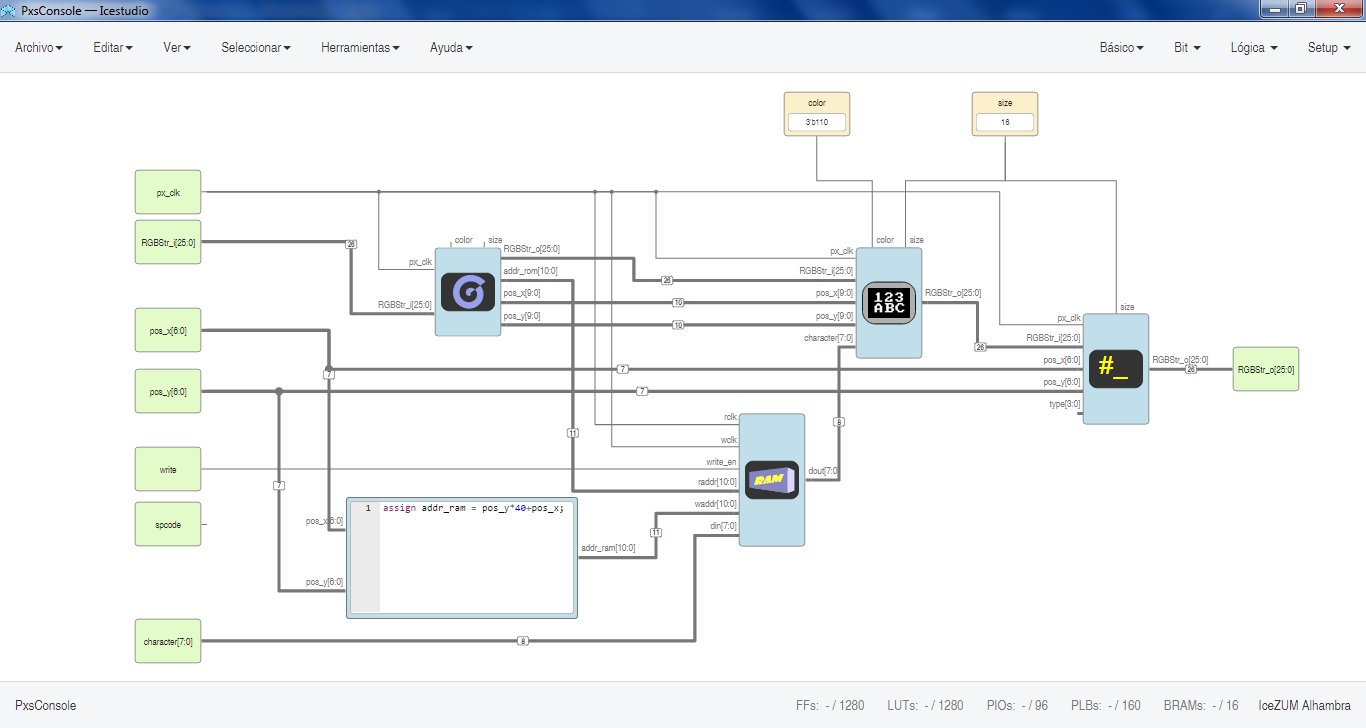 PxsConsole — Icestudio
Archivo Editar Ver Seleccionar Herramientas Ayuda Básico Bit Lógica Setup
color
3'b110
size
16
px_clk
RGBStr_i[25:0]
pos_x[6:0]
pos_y[6:0]
write
spcode
character[7:0]
26
7
7
color size
px_clk
RGBStr_i[25:0]
RGBStr_o[25:0]
addr_rom[10:0]
pos_x[9:0]
pos_y[9:0]
26
10
10
7
7
11
color size
px_clk
RGBStr_i[25:0]
pos_x[9:0]
pos_y[9:0]
character[7:0]
123
ABC
RGBStr_o[25:0]
26
8
size
px_clk
RGBStr_i[25:0]
pos_x[6:0]
pos_y[6:0]
type[3:0]
#_
RGBStr_o[25:0]
26
RGBStr_o[25:0]
rclk
wclk
write_en
raddr[10:0]
waddr[10:0]
din[7:0]
RAM
dout[7:0]
pos_x[6:0]
pos_y[6:0]
1 assign addr_ram = pos_y*40+pos_x;
addr_ram[10:0]
11
8
PxsConsole FFs: - / 1280 LUTs: - / 1280 PIOs: - / 96 PLBs: - / 160 BRAMs: - / 16 IceZUM Alhambra